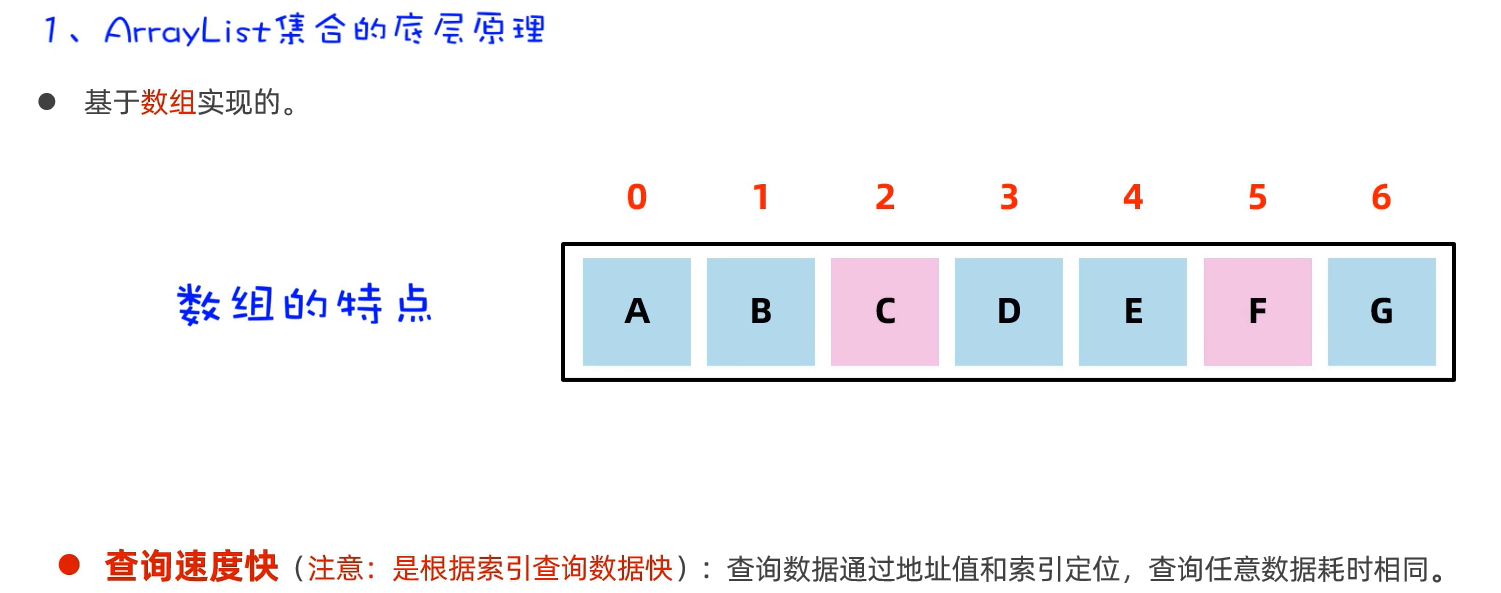 1、ArrayList集合的底层原理
基于数组实现的。
0 1 2 3 4 5 6
数组的特点
A B C D E F G
查询速度快（注意：是根据索引查询数据快）：查询数据通过地址值和索引定位，查询任意数据耗时相同。